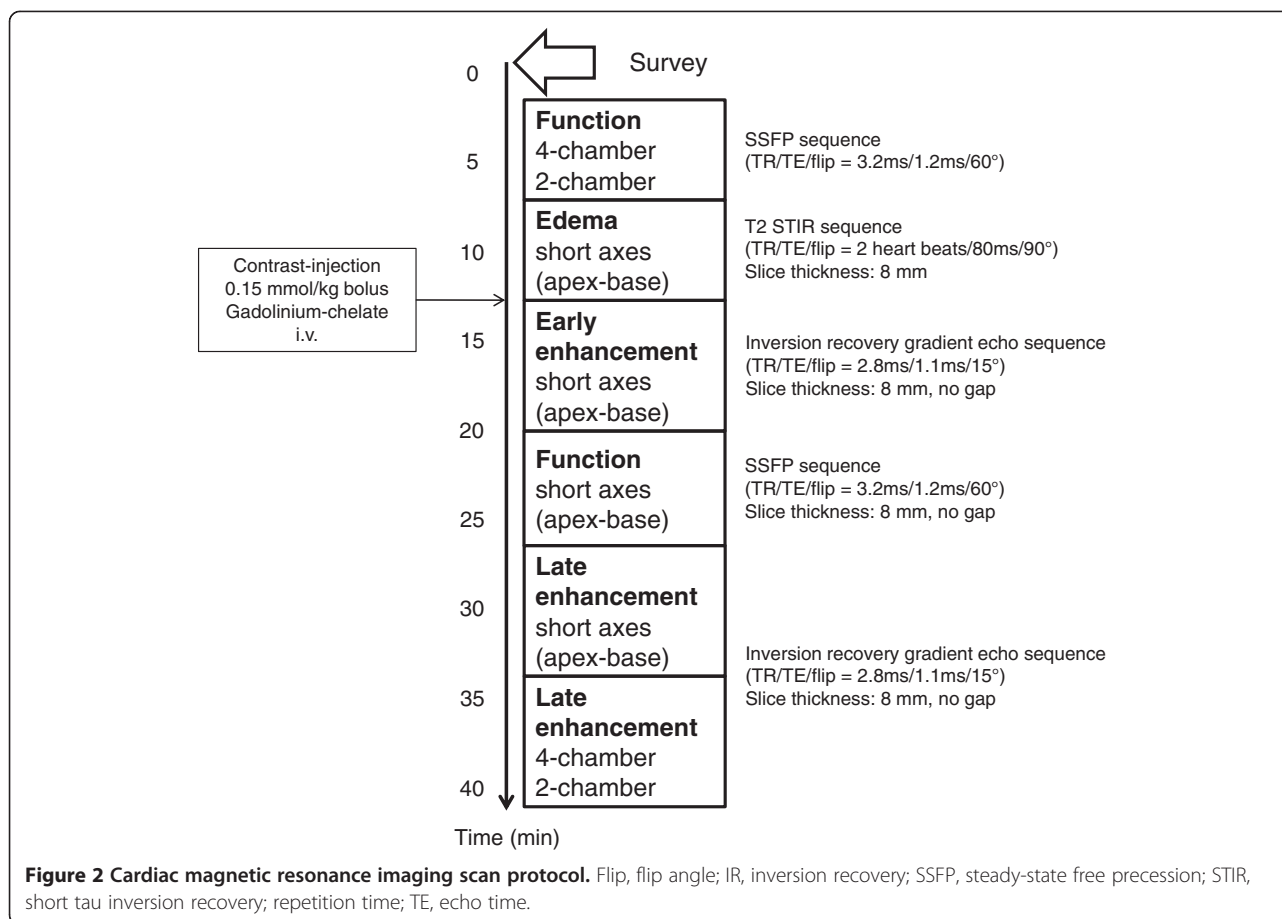 0
Survey
Function
4-chamber
2-chamber
5
SSFP sequence
(TR/TE/flip = 3.2ms/1.2ms/60°)
Edema
short axes
(apex-base)
10
T2 STIR sequence
(TR/TE/flip = 2 heart beats/80ms/90°)
Slice thickness: 8 mm
Contrast-injection
0.15 mmol/kg bolus
Gadolinium-chelate
i.v.
Early
enhancement
short axes
(apex-base)
15
Inversion recovery gradient echo sequence
(TR/TE/flip = 2.8ms/1.1ms/15°)
Slice thickness: 8 mm, no gap
20
Function
short axes
(apex-base)
SSFP sequence
(TR/TE/flip = 3.2ms/1.2ms/60°)
Slice thickness: 8 mm, no gap
25
Late
enhancement
short axes
(apex-base)
30
Inversion recovery gradient echo sequence
(TR/TE/flip = 2.8ms/1.1ms/15°)
Slice thickness: 8 mm, no gap
35
Late
enhancement
4-chamber
2-chamber
40
Time (min)
Figure 2 Cardiac magnetic resonance imaging scan protocol. Flip, flip angle; IR, inversion recovery; SSFP, steady-state free precession; STIR,
short tau inversion recovery; repetition time; TE, echo time.